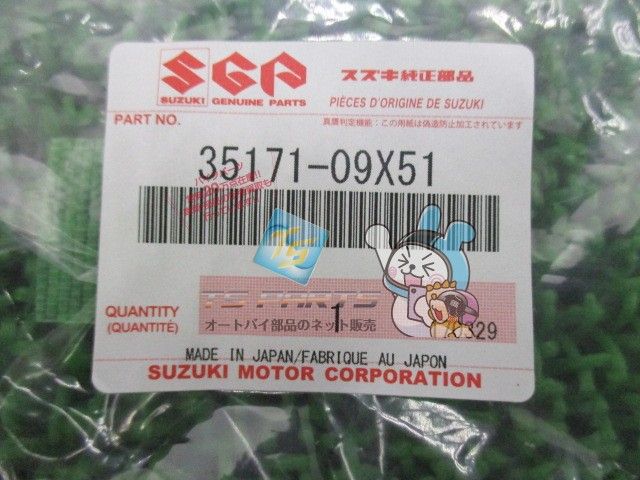 SGP
SUZUKI GENUINE PARTS
スズキ純正部品
PIÈCES D'ORIGINE DE SUZUKI
PART NO.
真贋判定機能:この用紙は偽造防止加工されています
35171-09X51
TS
TS PARTS
QUANTITY
(QUANTITÉ)
オートバイ部品のネット販売
1
MADE IN JAPAN/FABRIQUE AU JAPON
SUZUKI MOTOR CORPORATION